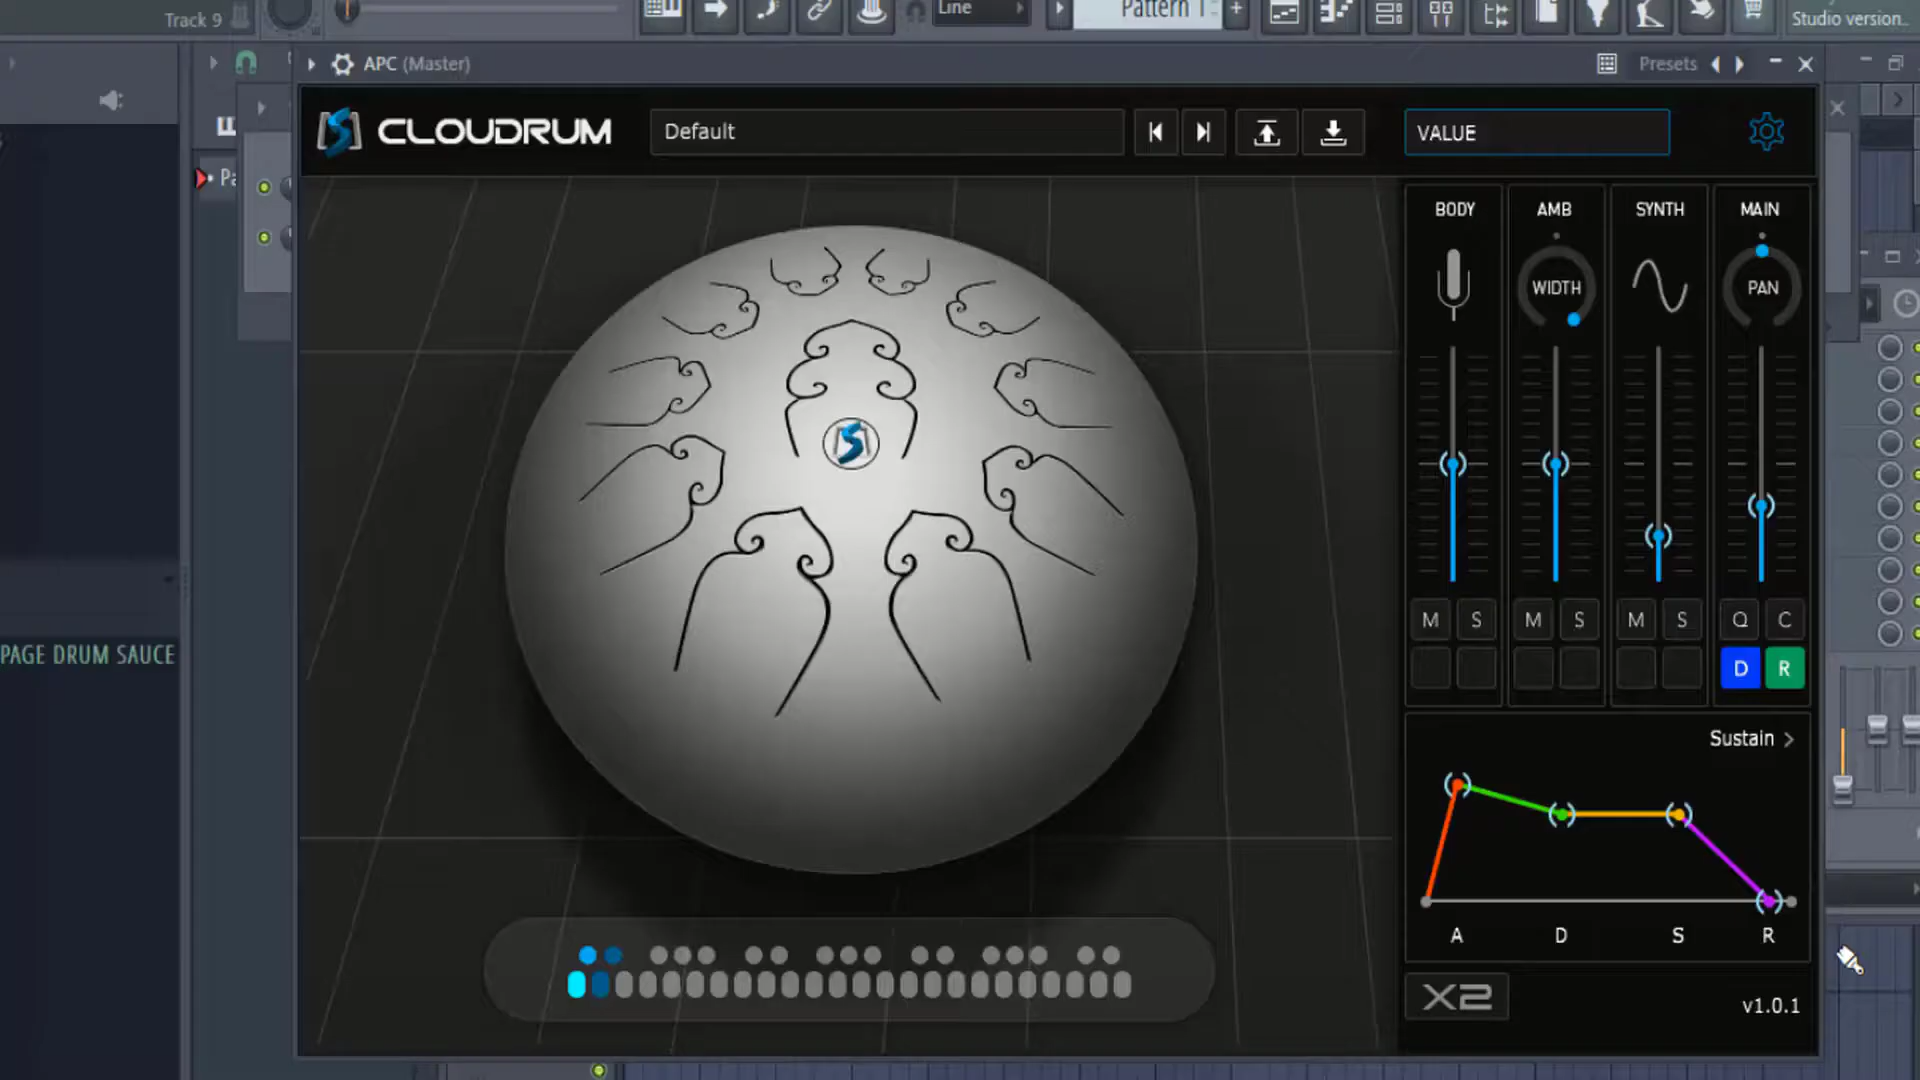 Track 9
Line
Pattern 1
Studio version..
APC (Master)
Presets
CLOUDRUM
Default
VALUE
BODY
AMB
SYNTH
MAIN
WIDTH
PAN
M S M S M S Q C
D R
PAGE DRUM SAUCE
Sustain >
A D S R
X2
v1.0.1